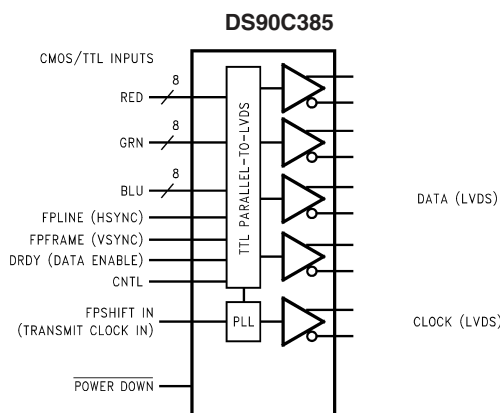 DS90C385
CMOS/TTL INPUTS
8
RED
8
GRN
8
BLU
FPLINE (HSYNC)
FPFRAME (VSYNC)
DRDY (DATA ENABLE)
CNTL
FPSHIFT IN
(TRANSMIT CLOCK IN)
POWER DOWN
TTL PARALLEL-TO-LVDS
PLL
DATA (LVDS)
CLOCK (LVDS)